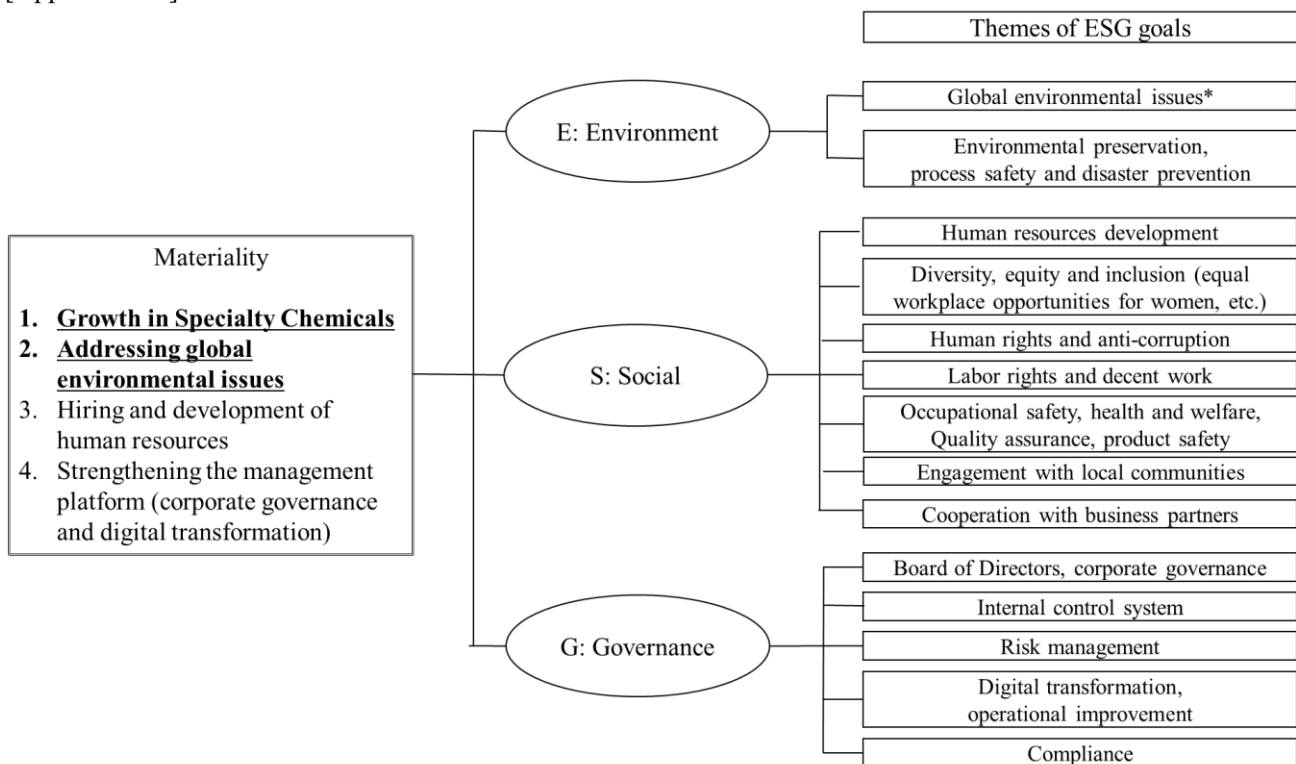 Themes of ESG goals
E: Environment
Global environmental issues*
Environmental preservation,
process safety and disaster prevention
Materiality
1. Growth in Specialty Chemicals
2. Addressing global
environmental issues
3. Hiring and development of
human resources
4. Strengthening the management
platform (corporate governance
and digital transformation)
S: Social
Human resources development
Diversity, equity and inclusion (equal
workplace opportunities for women, etc.)
Human rights and anti-corruption
Labor rights and decent work
Occupational safety, health and welfare,
Quality assurance, product safety
Engagement with local communities
Cooperation with business partners
G: Governance
Board of Directors, corporate governance
Internal control system
Risk management
Digital transformation,
operational improvement
Compliance